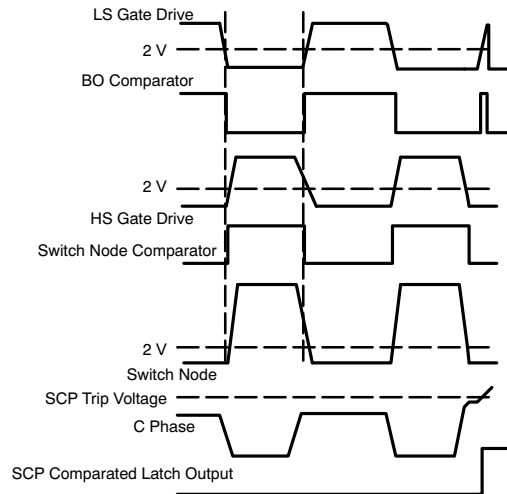 LS Gate Drive
2 V
BO Comparator
2 V
HS Gate Drive
Switch Node Comparator
2 V
Switch Node
SCP Trip Voltage
C Phase
SCP Comparated Latch Output